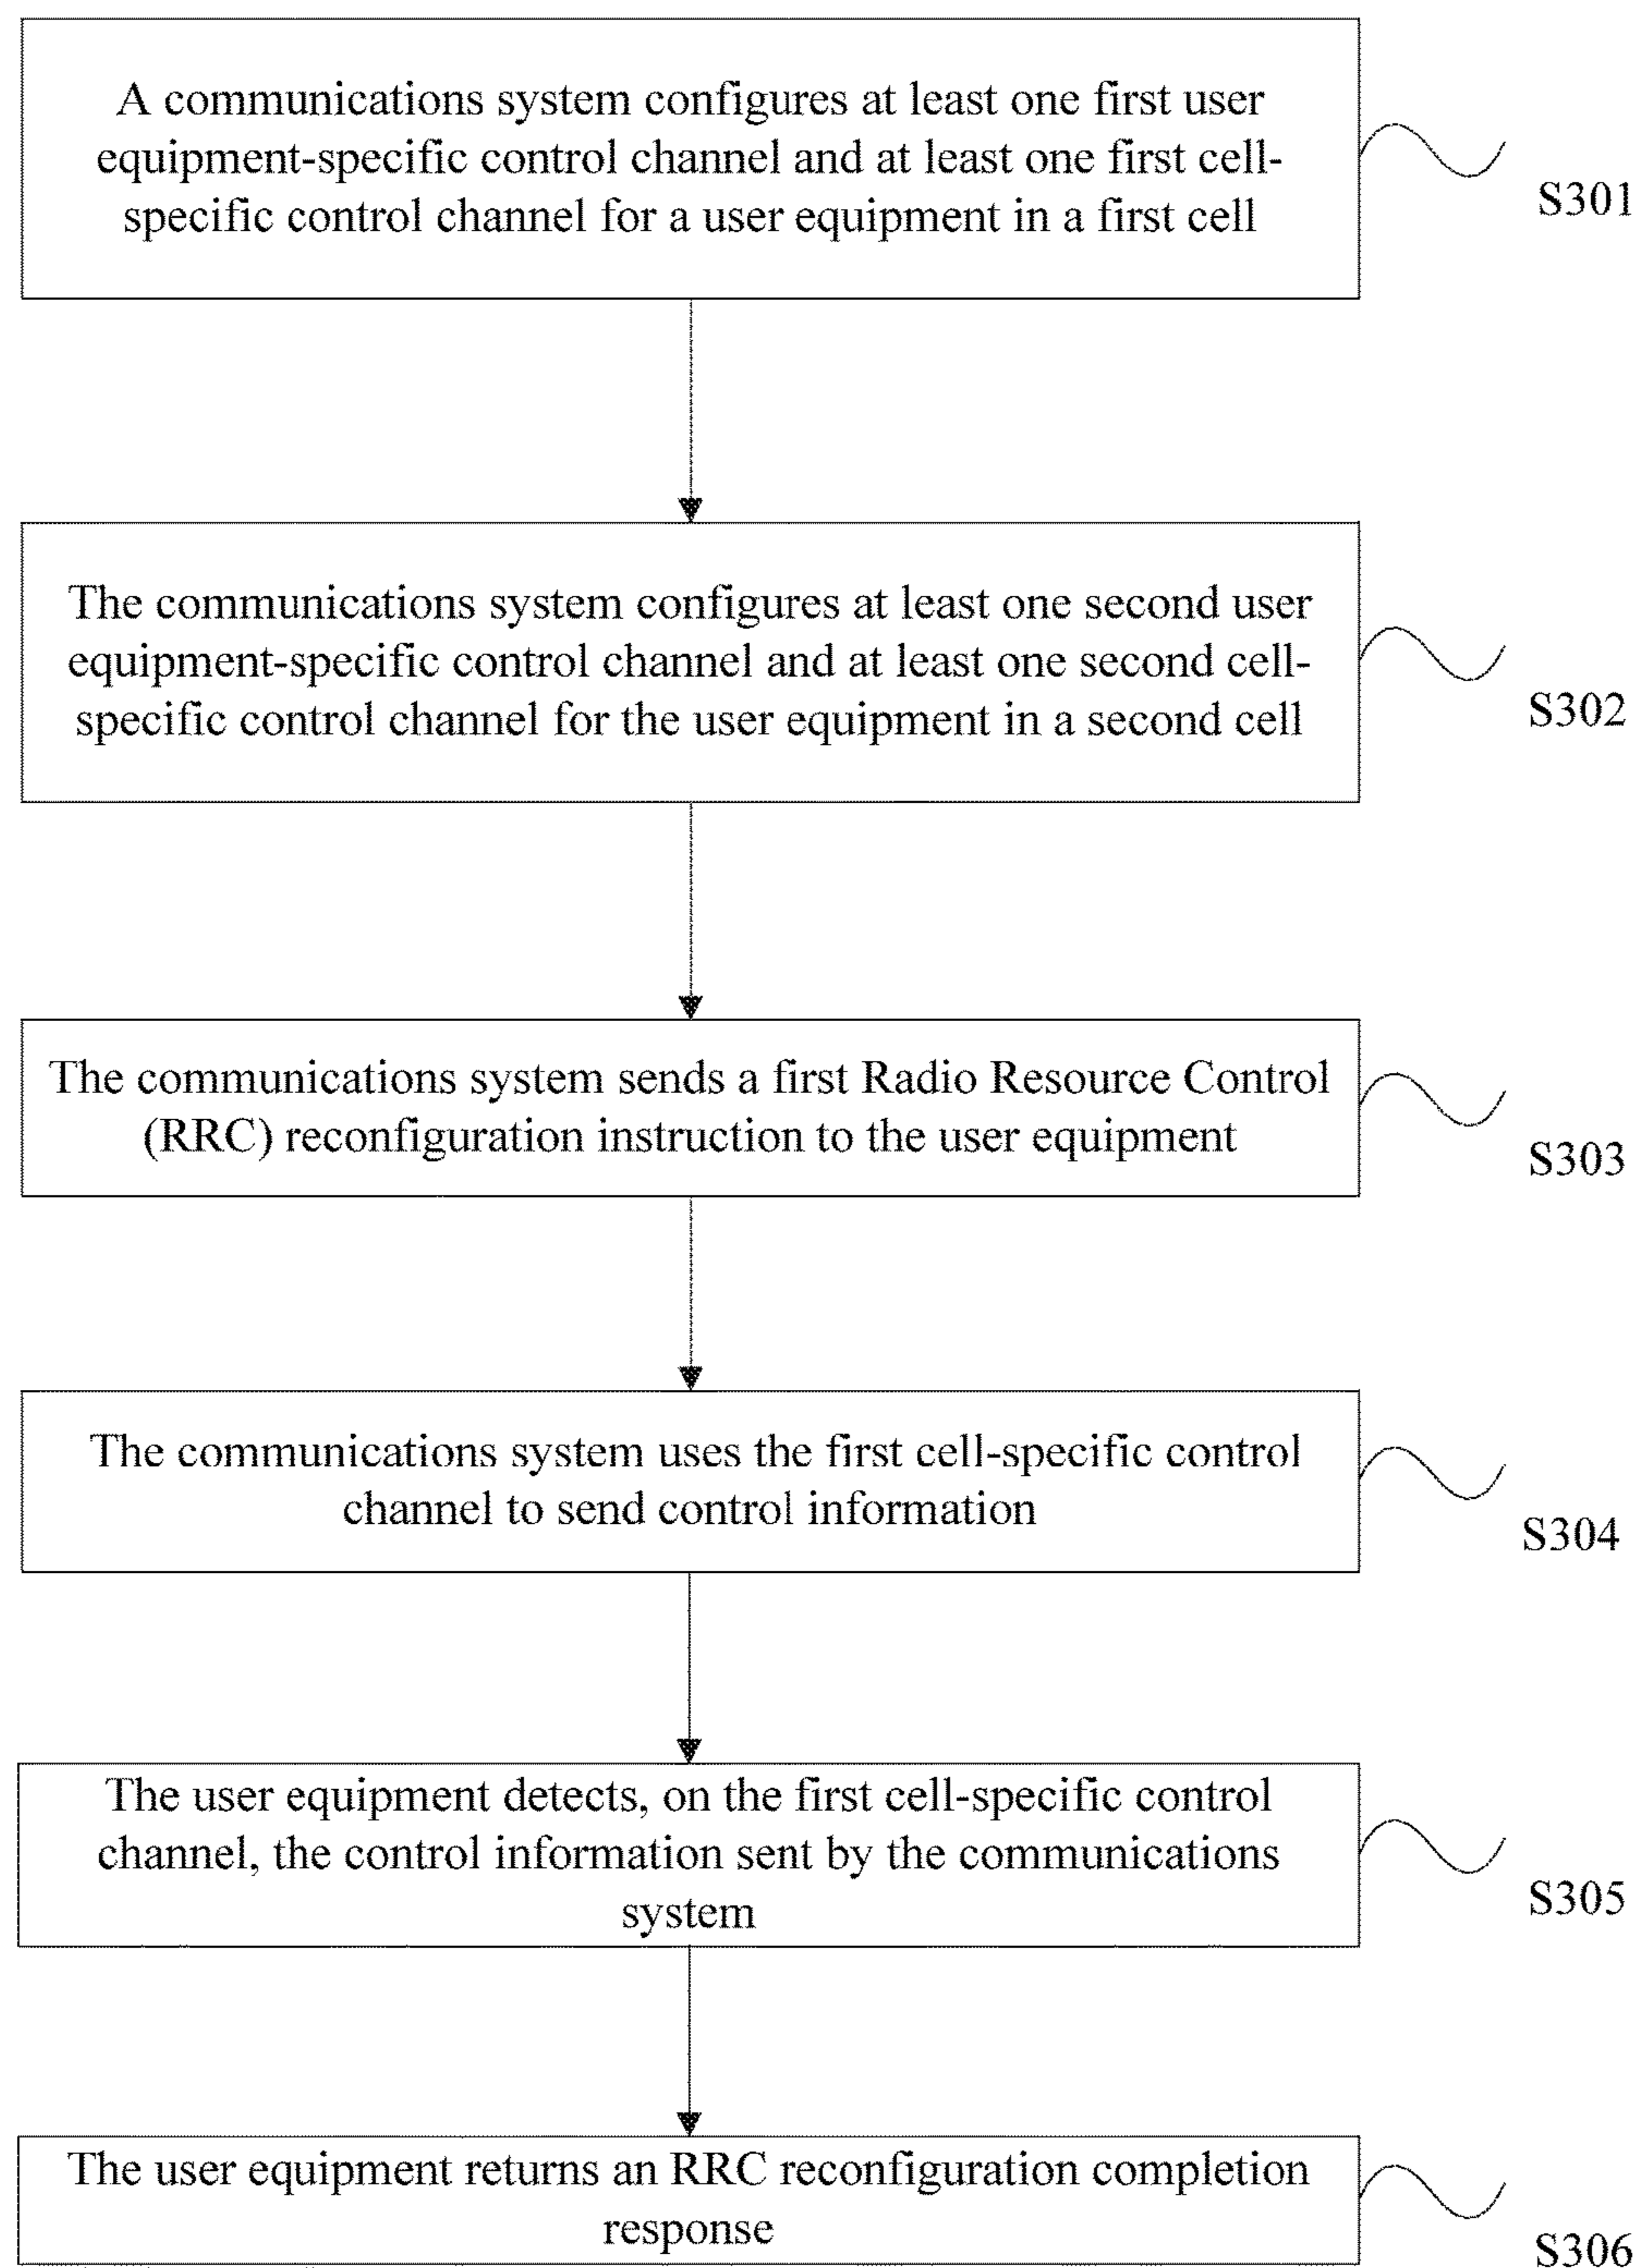 A communications system configures at least one first user
equipment-specific control channel and at least one first cell-
specific control channel for a user equipment in a first cell
S301
The communications system configures at least one second user
equipment-specific control channel and at least one second cell-
specific control channel for the user equipment in a second cell
S302
The communications system sends a first Radio Resource Control
(RRC) reconfiguration instruction to the user equipment
S303
The communications system uses the first cell-specific control
channel to send control information
S304
The user equipment detects, on the first cell-specific control
channel, the control information sent by the communications
system
S305
The user equipment returns an RRC reconfiguration completion
response
S306